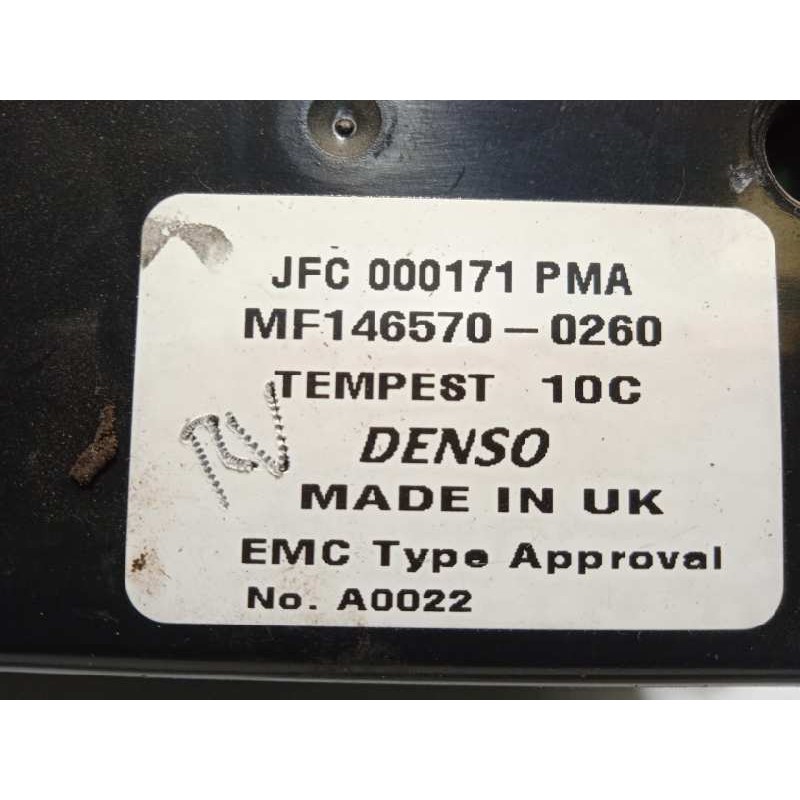 JFC 000171 PMA
MF146570-0260
TEMPEST 10C
DENSO
MADE IN UK
EMC Type Approval
No. A0022